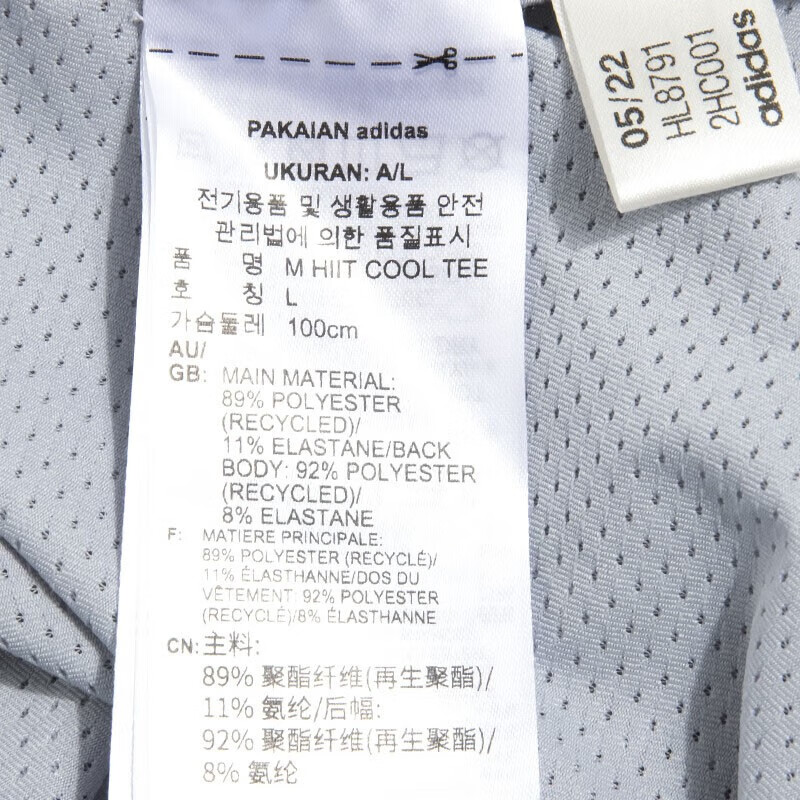 PAKAIAN adidas
UKURAN: A/L
전기용품 및 생활용품 안전
관리법에 의한 품질표시
품 명 M HIIT COOL TEE
호 칭 L
가슴둘레 100cm
AU/
GB: MAIN MATERIAL:
89% POLYESTER
(RECYCLED)/
11% ELASTANE/BACK
BODY: 92% POLYESTER
(RECYCLED)/
8% ELASTANE
F: MATIERE PRINCIPALE:
89% POLYESTER (RECYCLÉ)/
11% ÉLASTHANNE/DOS DU
VÊTEMENT: 92% POLYESTER
(RECYCLÉ)/8% ÉLASTHANNE
CN: 主料:
89% 聚酯纤维(再生聚酯)/
11% 氨纶/后幅:
92% 聚酯纤维(再生聚酯)/
8% 氨纶
05/22
HL8791
2HC001
adidas